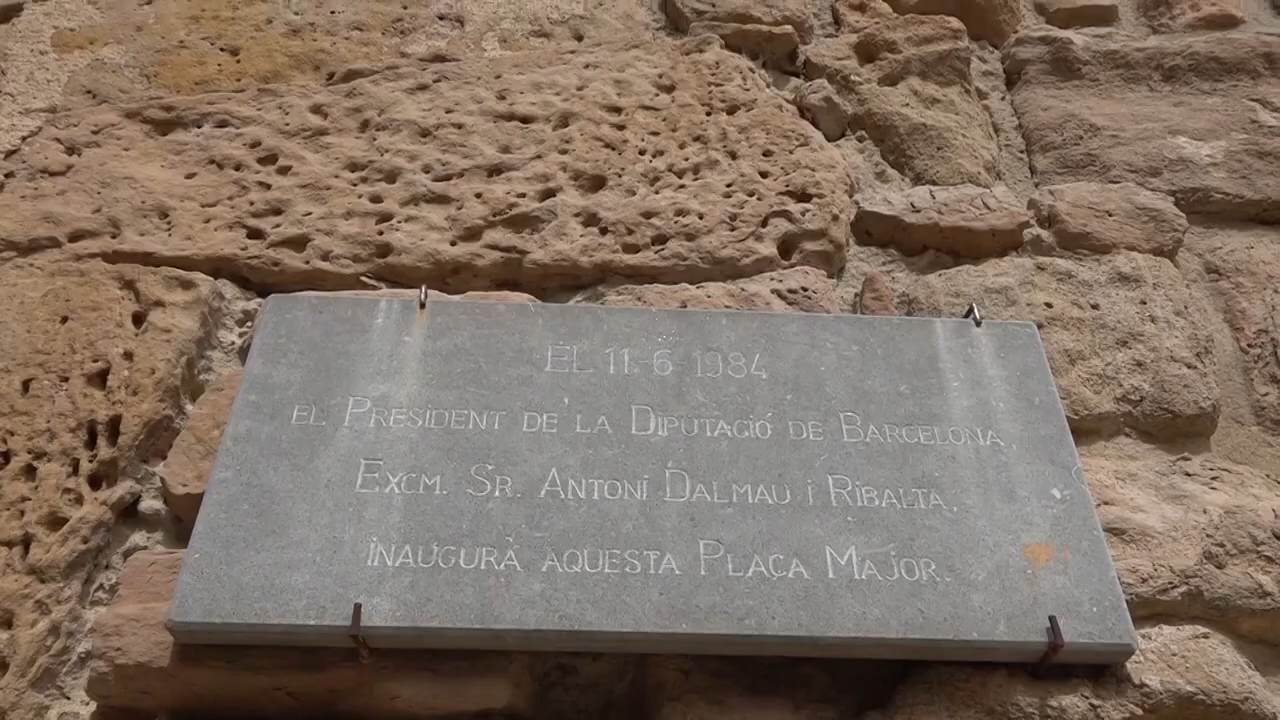 EL 11-6-1984
EL PRESIDENT DE LA DIPUTACIÓ DE BARCELONA,
EXCM. SR. ANTONI DALMAU i RIBALTA,
INAUGURÀ AQUESTA PLAÇA MAJOR.